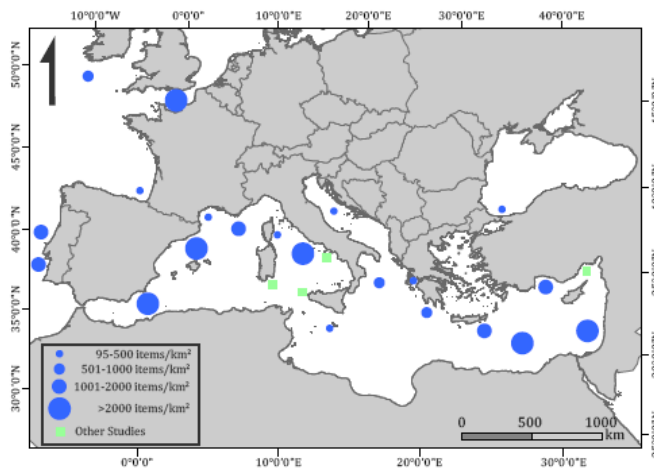 10°0'0"W 0°0'0" 10°0'0"E 20°0'0"E 30°0'0"E 40°0'0"E
50°0'0"N
45°0'0"N
40°0'0"N
35°0'0"N
30°0'0"N
95-500 items/km²
501-1000 items/km²
1001-2000 items/km²
>2000 items/km²
Other Studies
0 500 1000
km
0°0'0" 10°0'0"E 20°0'0"E 30°0'0"E